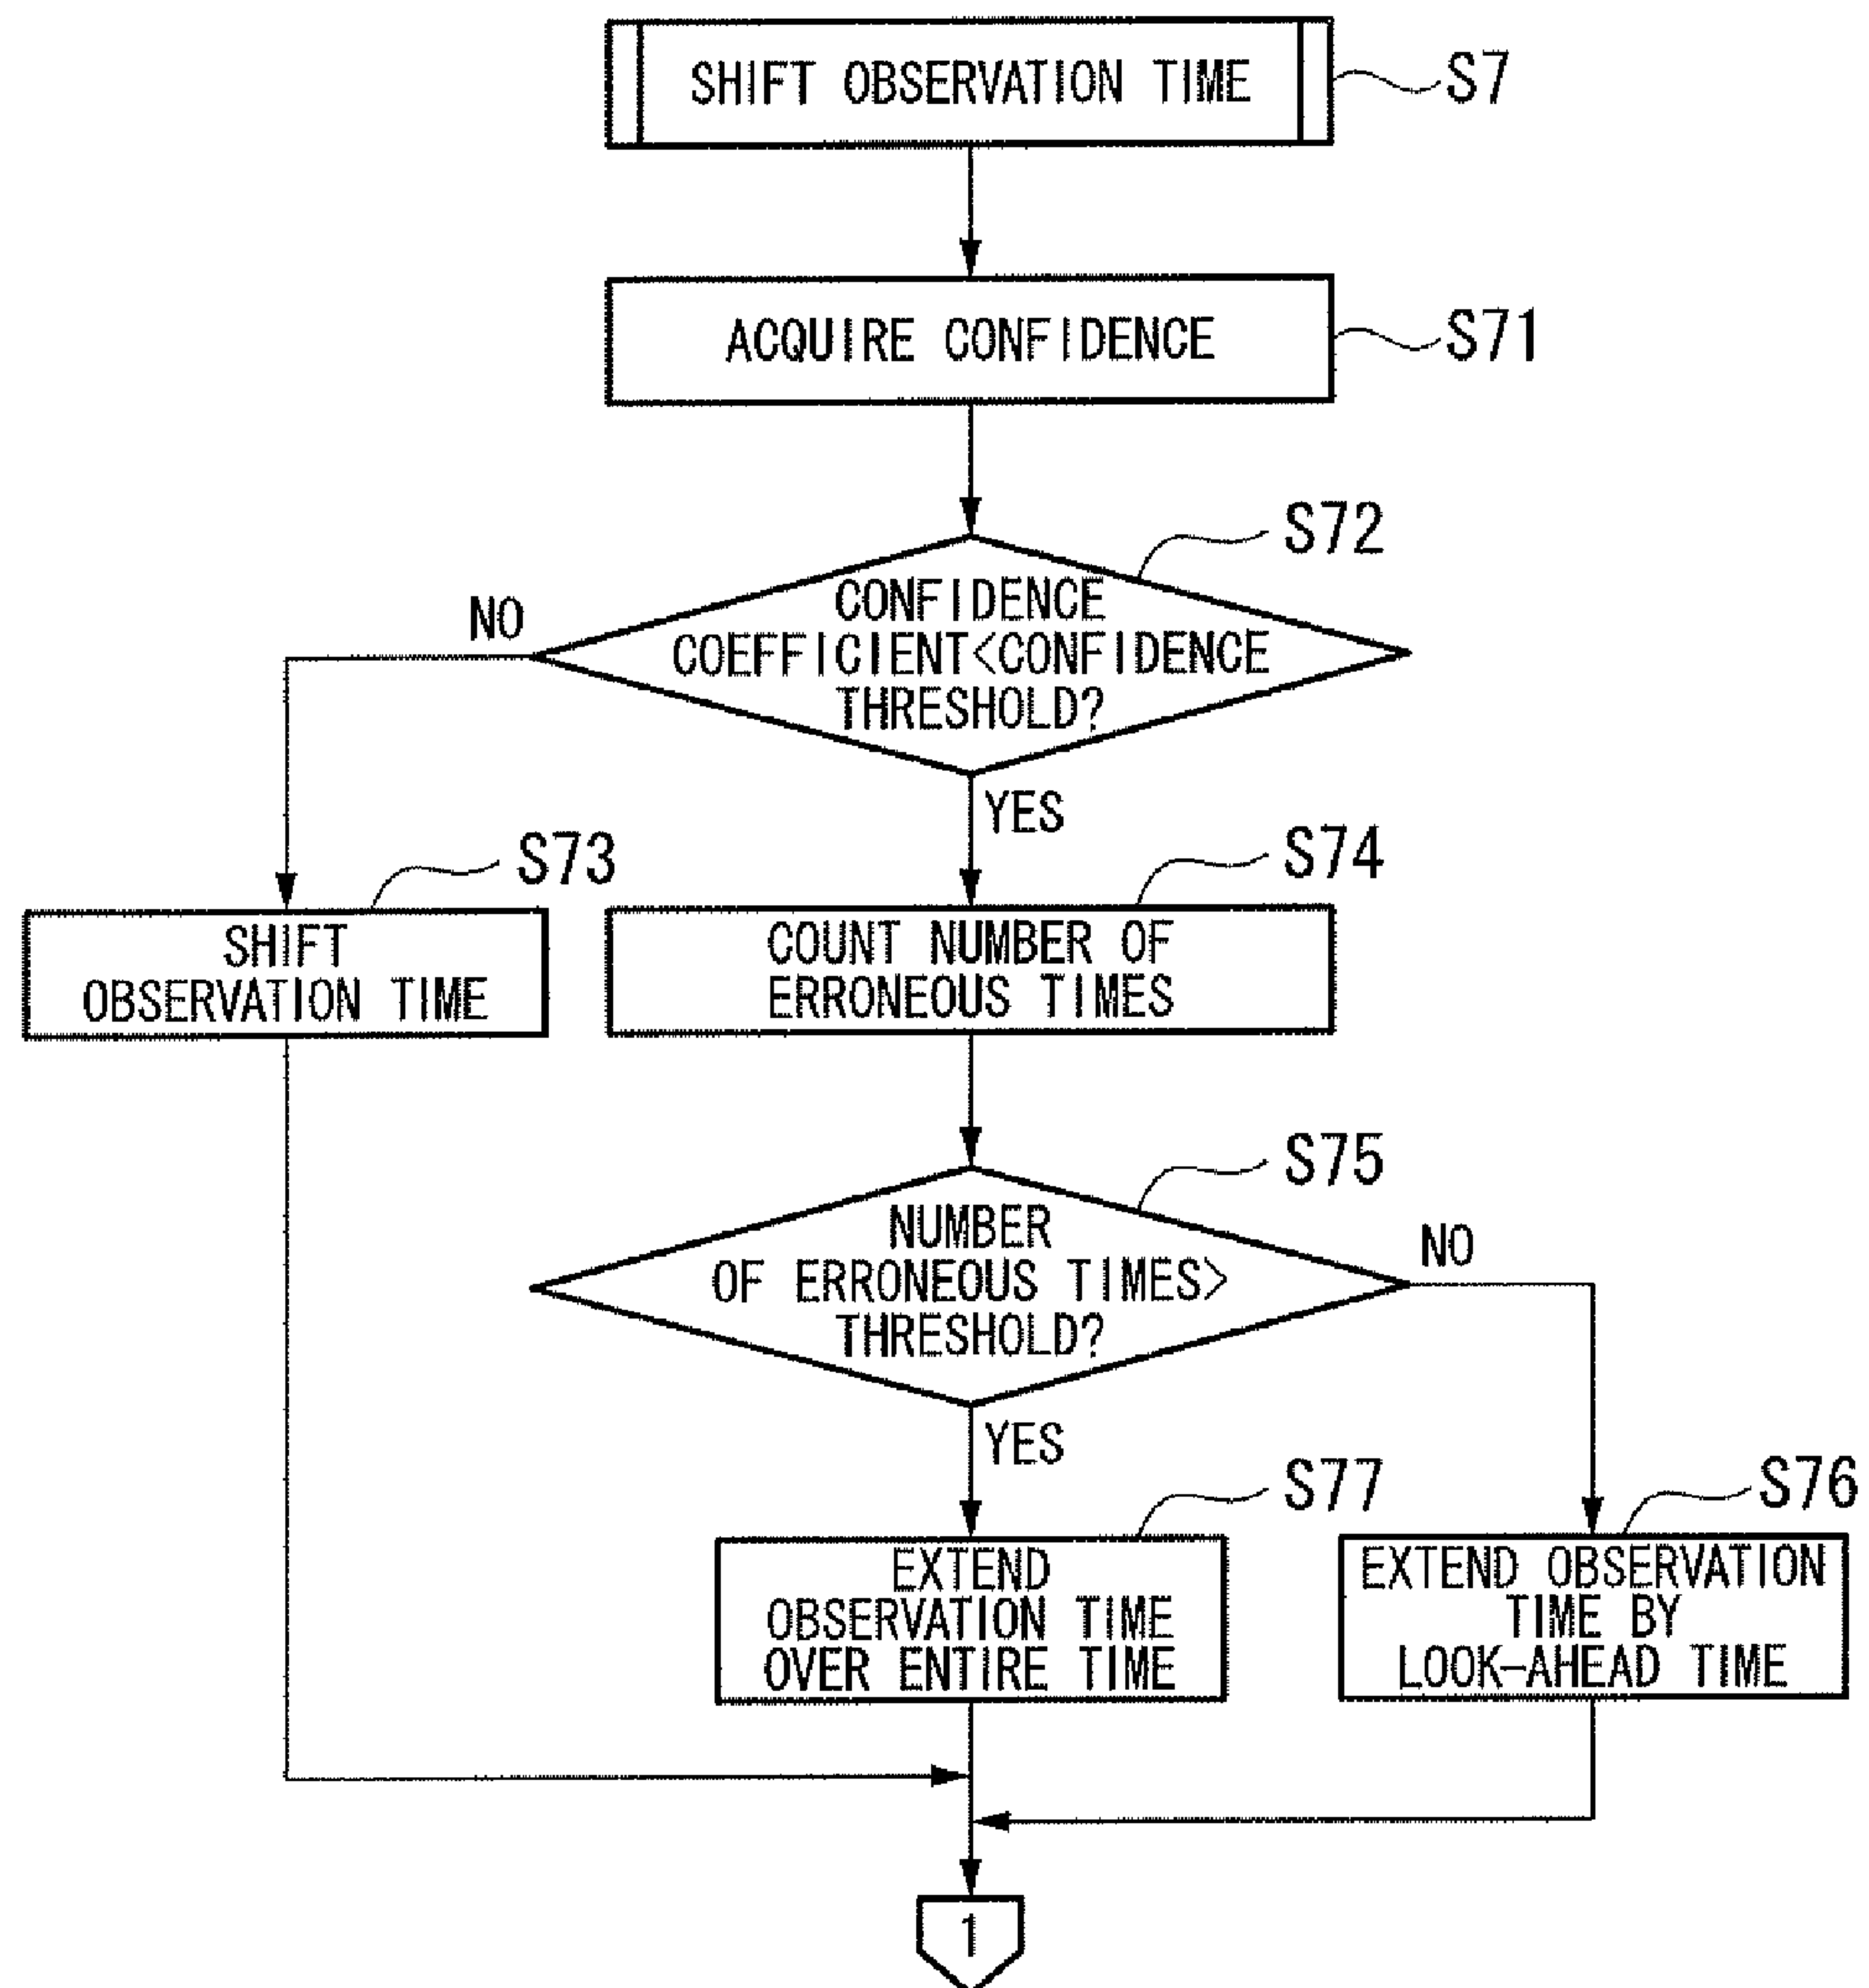 SHIFT OBSERVATION TIME
S7
ACQUIRE CONFIDENCE
S71
S72
CONFIDENCE
COEFFICIENT<CONFIDENCE
THRESHOLD?
NO
YES
S73
SHIFT
OBSERVATION TIME
S74
COUNT NUMBER OF
ERRONEOUS TIMES
S75
NUMBER
OF ERRONEOUS TIMES>
THRESHOLD?
NO
YES
S77
EXTEND
OBSERVATION TIME
OVER ENTIRE TIME
S76
EXTEND OBSERVATION
TIME BY
LOOK-AHEAD TIME
1